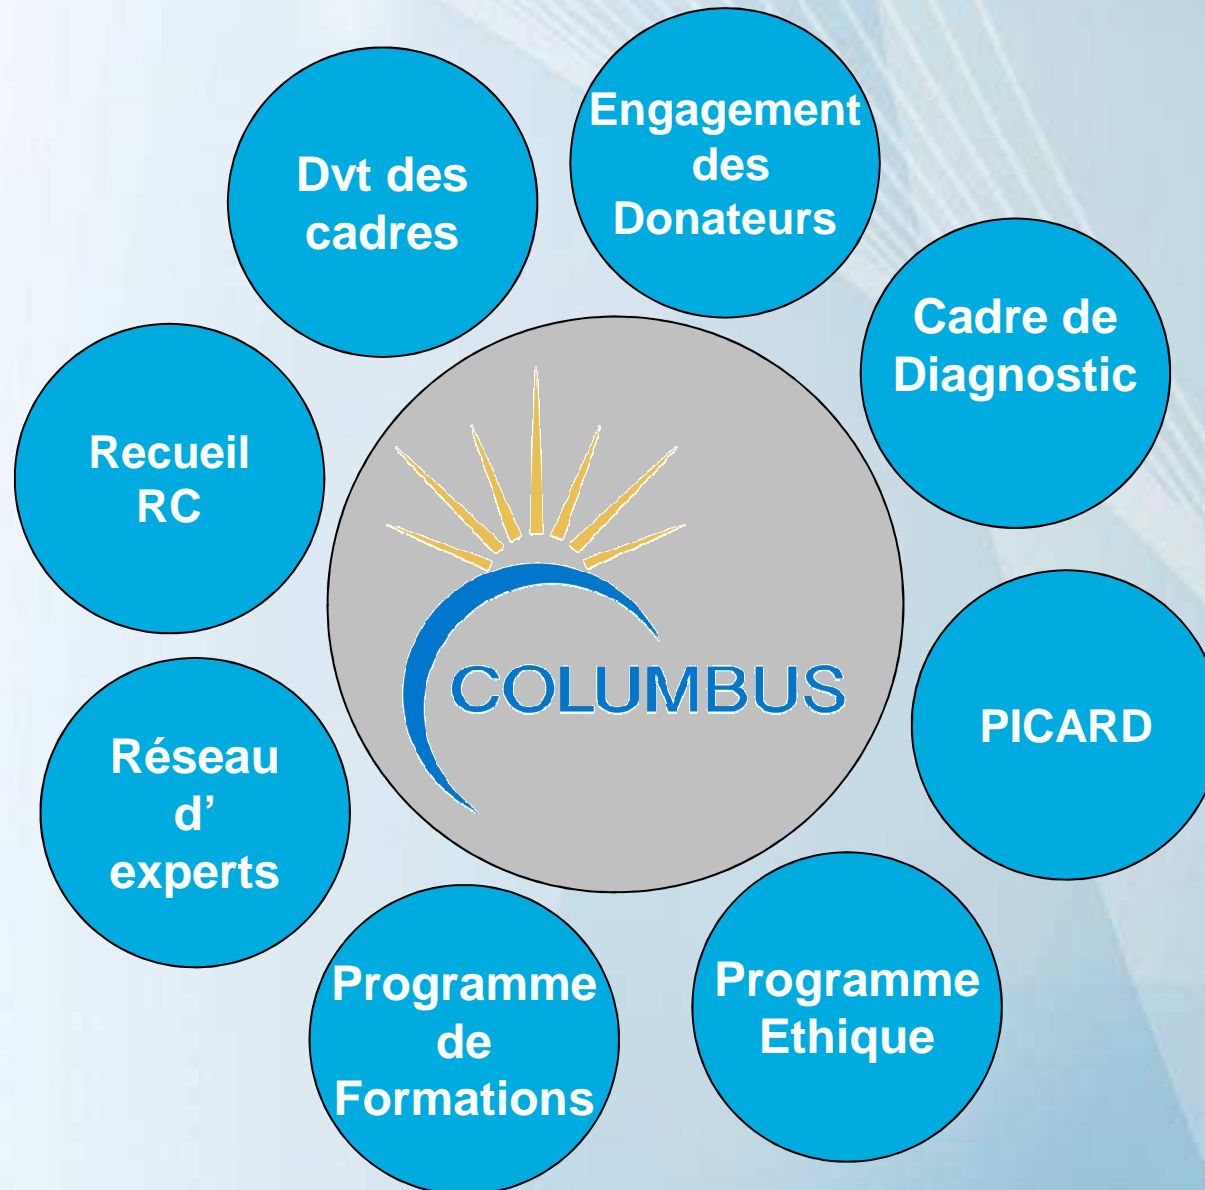 Engagement
des
Donateurs
Dvt des
cadres
Cadre de
Diagnostic
Recueil
RC
COLUMBUS
PICARD
Réseau
d’
experts
Programme
de
Formations
Programme
Ethique